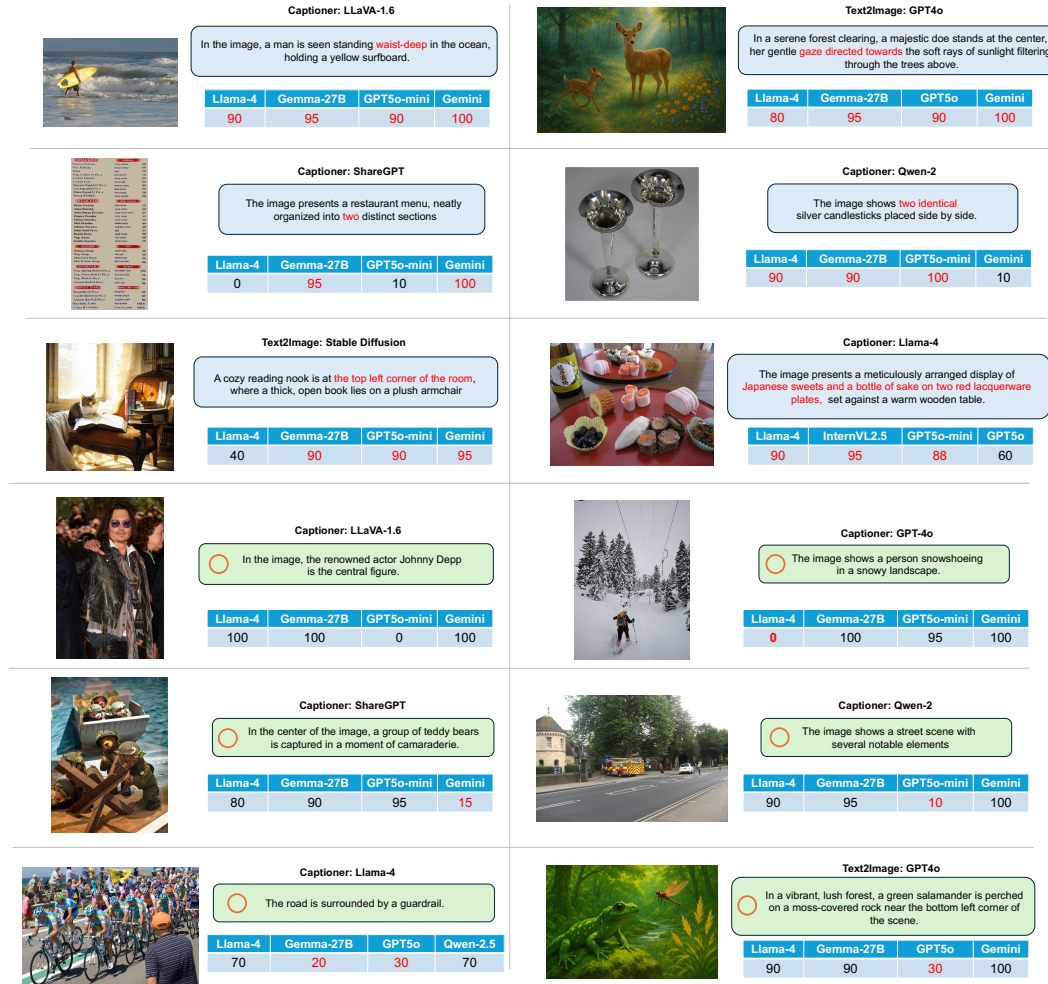 Captioner: LLaVA-1.6
In the image, a man is seen standing waist-deep in the ocean,
holding a yellow surfboard.
Llama-4 Gemma-27B GPT5o-mini Gemini
90 95 90 100
Text2Image: GPT4o
In a serene forest clearing, a majestic doe stands at the center,
her gentle gaze directed towards the soft rays of sunlight filtering
through the trees above.
Llama-4 Gemma-27B GPT5o Gemini
80 95 90 100
Captioner: ShareGPT
The image presents a restaurant menu, neatly
organized into two distinct sections
Llama-4 Gemma-27B GPT5o-mini Gemini
0 95 10 100
Captioner: Qwen-2
The image shows two identical
silver candlesticks placed side by side.
Llama-4 Gemma-27B GPT5o-mini Gemini
90 90 100 10
Text2Image: Stable Diffusion
A cozy reading nook is at the top left corner of the room,
where a thick, open book lies on a plush armchair
Llama-4 Gemma-27B GPT5o-mini Gemini
40 90 90 95
Captioner: Llama-4
The image presents a meticulously arranged display of
Japanese sweets and a bottle of sake on two red lacquerware
plates, set against a warm wooden table.
Llama-4 InternVL2.5 GPT5o-mini GPT5o
90 95 88 60
Captioner: LLaVA-1.6
In the image, the renowned actor Johnny Depp
is the central figure.
Llama-4 Gemma-27B GPT5o-mini Gemini
100 100 0 100
Captioner: GPT-4o
The image shows a person snowshoeing
in a snowy landscape.
Llama-4 Gemma-27B GPT5o-mini Gemini
0 100 95 100
Captioner: ShareGPT
In the center of the image, a group of teddy bears
is captured in a moment of camaraderie.
Llama-4 Gemma-27B GPT5o-mini Gemini
80 90 95 15
Captioner: Qwen-2
The image shows a street scene with
several notable elements
Llama-4 Gemma-27B GPT5o-mini Gemini
90 95 10 100
Captioner: Llama-4
The road is surrounded by a guardrail.
Llama-4 Gemma-27B GPT5o Qwen-2.5
70 20 30 70
Text2Image: GPT4o
In a vibrant, lush forest, a green salamander is perched
on a moss-covered rock near the bottom left corner of
the scene.
Llama-4 Gemma-27B GPT5o Gemini
90 90 30 100